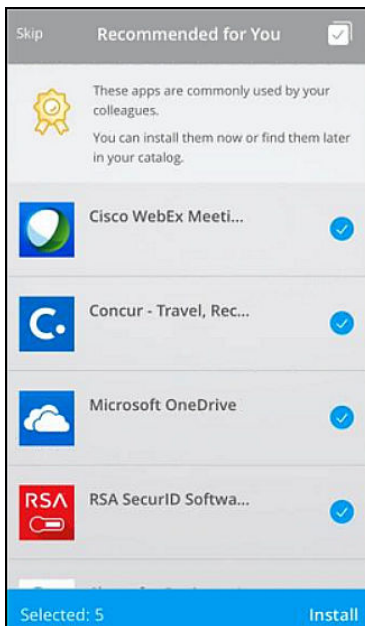 Skip
Recommended for You
These apps are commonly used by your
colleagues.
You can install them now or find them later
in your catalog.
Cisco WebEx Meeti...
C.
Concur - Travel, Rec...
Microsoft OneDrive
RSA
RSA SecurID Softwa...
Selected: 5
Install